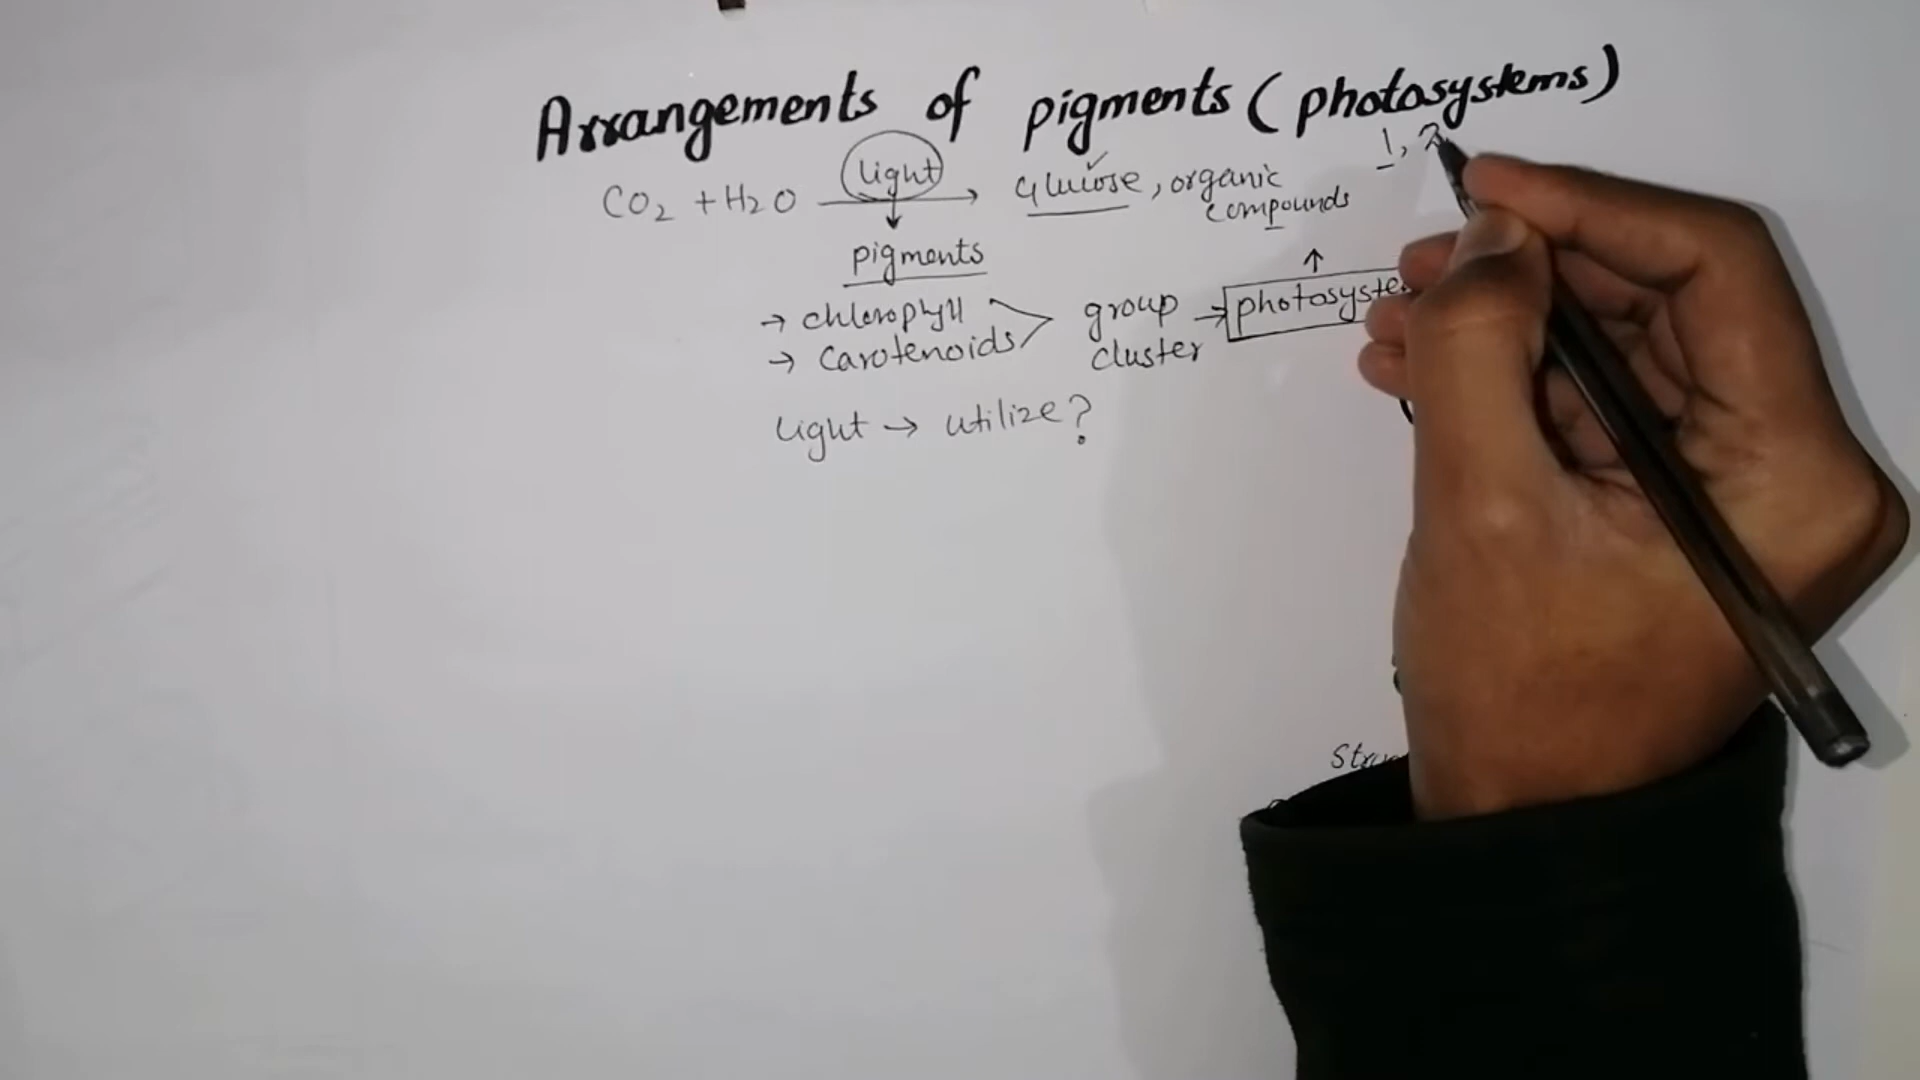 Arrangements of pigments (photosystems)
1, 2
CO2 + H2O light → glucose, organic
compounds
↓
pigments
↑
→ chlorophyll
→ carotenoids
group → photosyste
cluster
light → utilize?